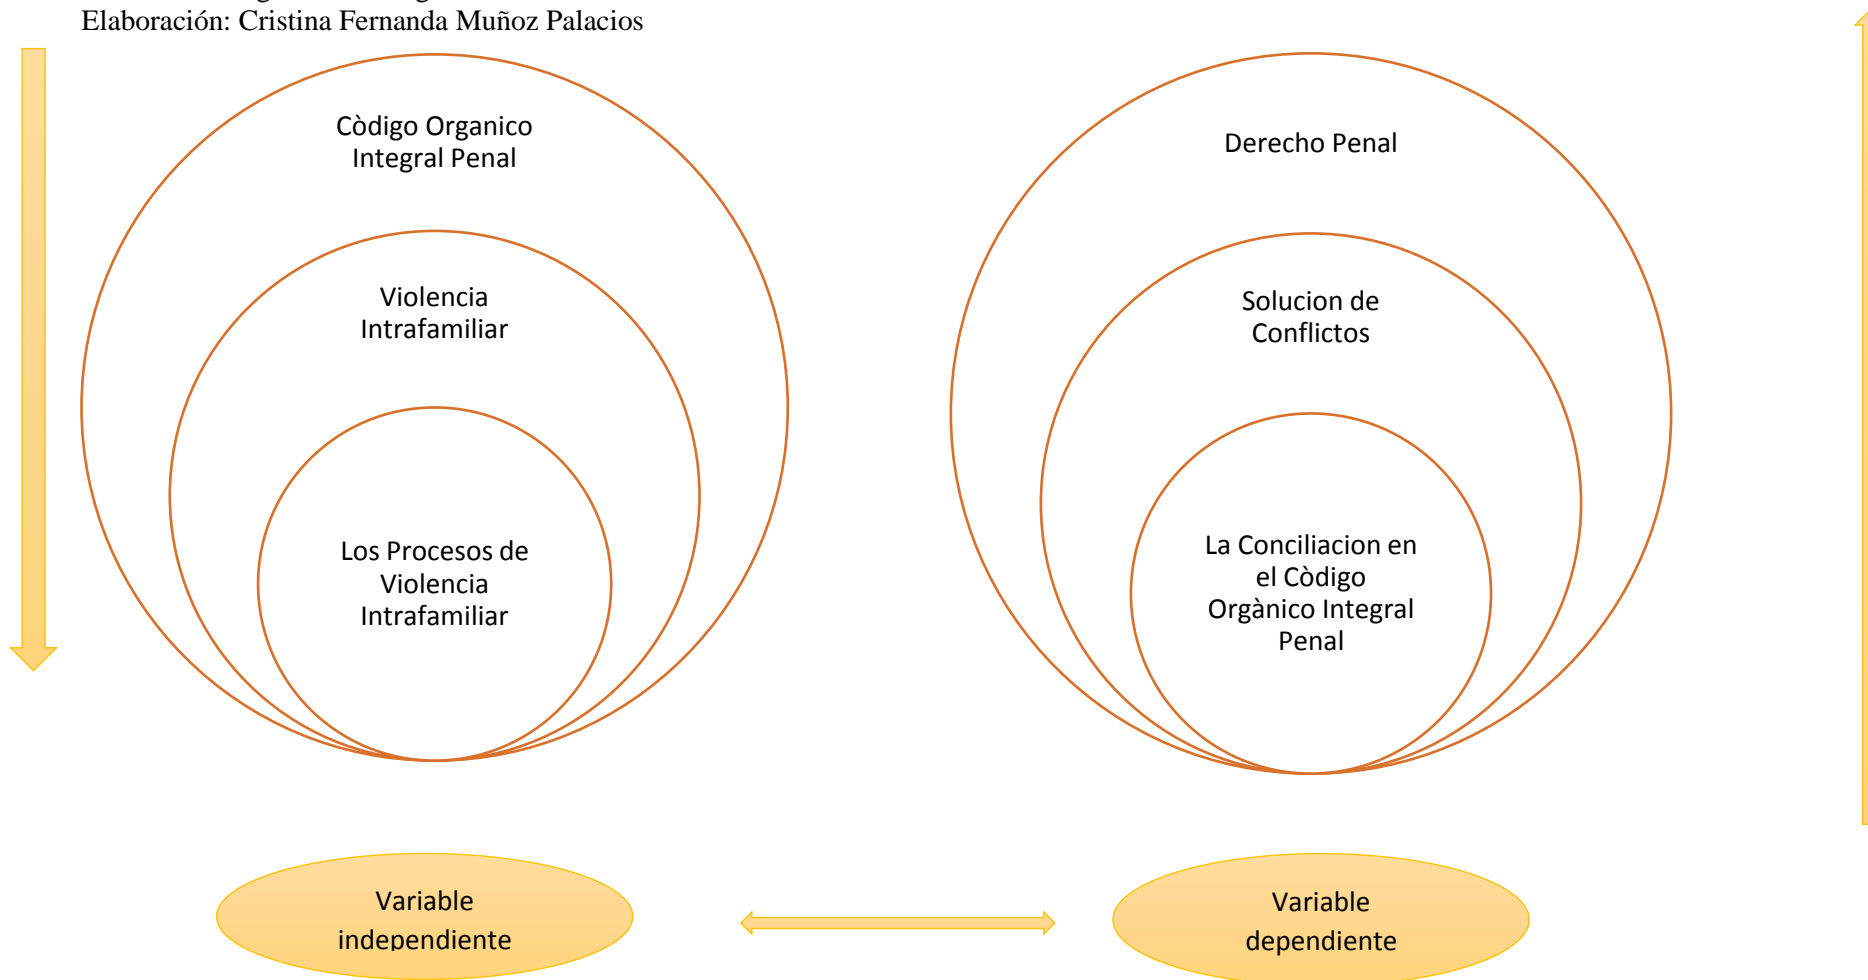 Elaboración: Cristina Fernanda Muñoz Palacios
Còdigo Organico
Integral Penal
Violencia
Intrafamiliar
Los Procesos de
Violencia
Intrafamiliar
Derecho Penal
Solucion de
Conflictos
La Conciliacion en
el Còdigo
Orgànico Integral
Penal
Variable
independiente
Variable
dependiente